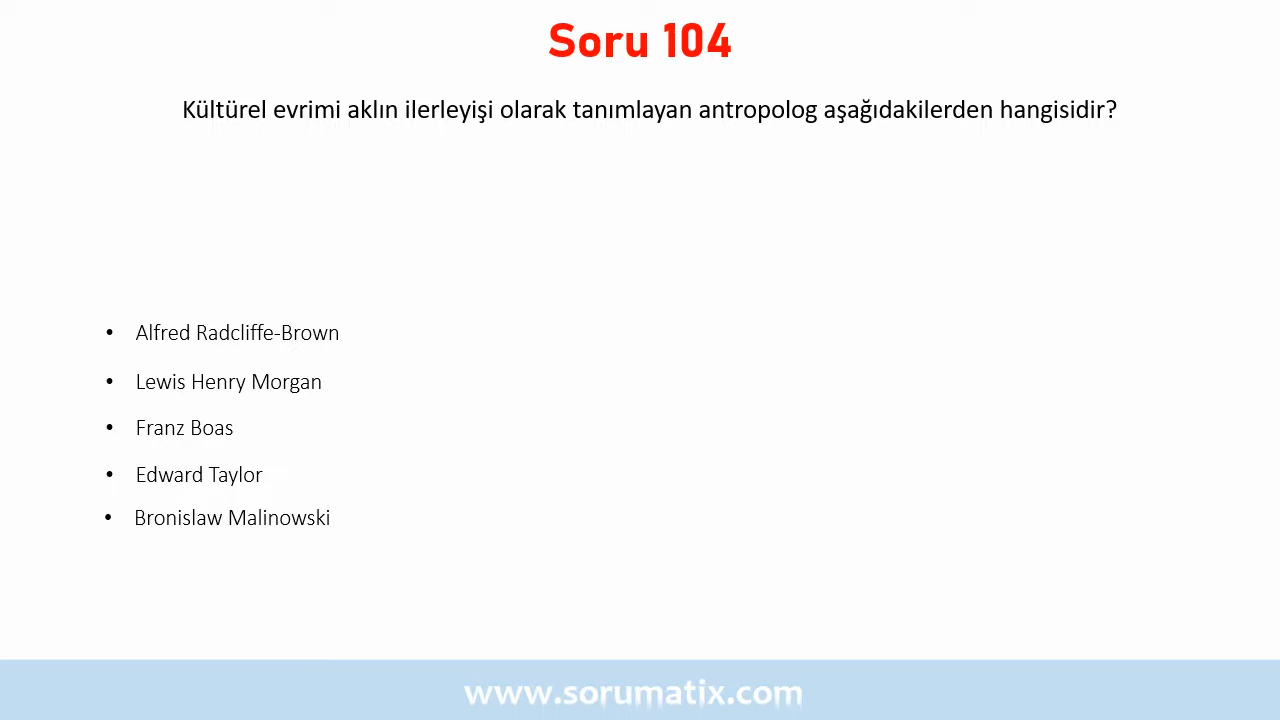 Soru 104
Kültürel evrimi aklın ilerleyişi olarak tanımlayan antropolog aşağıdakilerden hangisidir?
• Alfred Radcliffe-Brown
• Lewis Henry Morgan
• Franz Boas
• Edward Taylor
• Bronislaw Malinowski
www.sorumatix.com